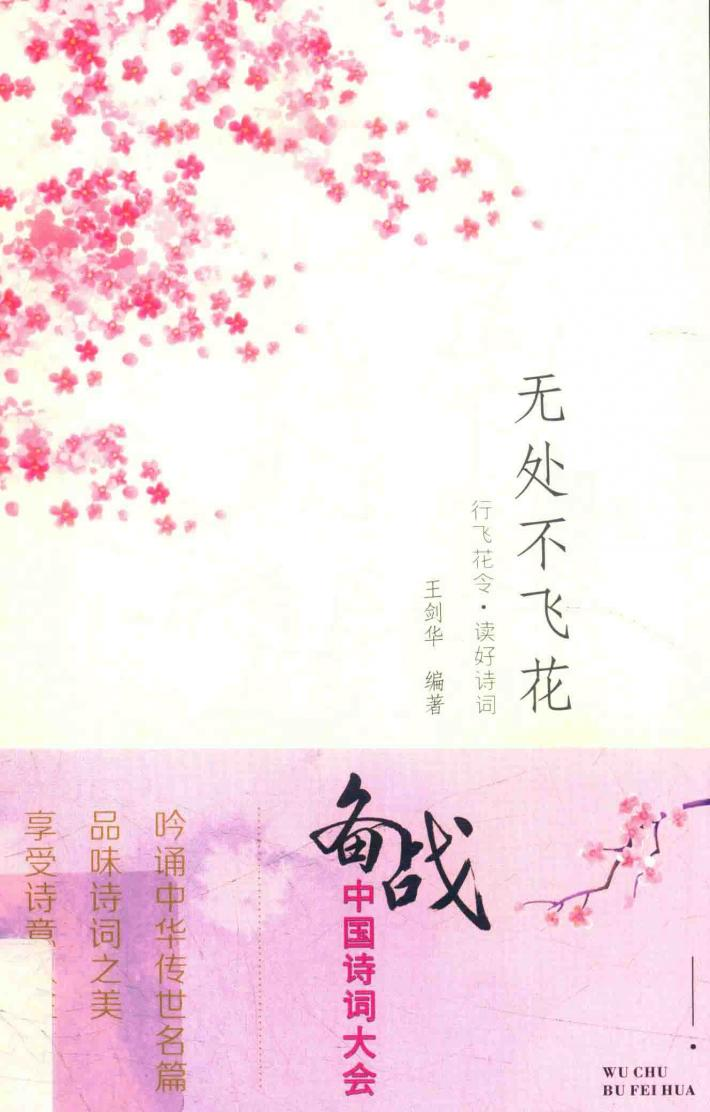 无处不飞花
行飞花令·读好诗词
王剑华 编著
备战
中国诗词大会
吟诵中华传世名篇
品味诗词之美
享受诗意
WU CHU
BU FEI HUA